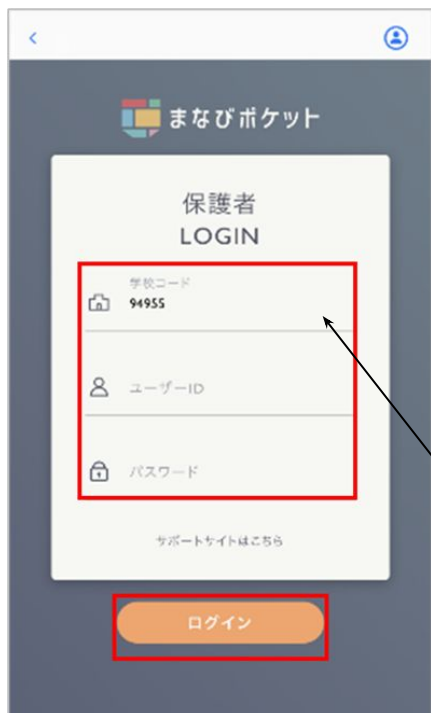 まなびポケット
保護者
LOGIN
学校コード
94955
ユーザーID
パスワード
サポートサイトはこちら
ログイン